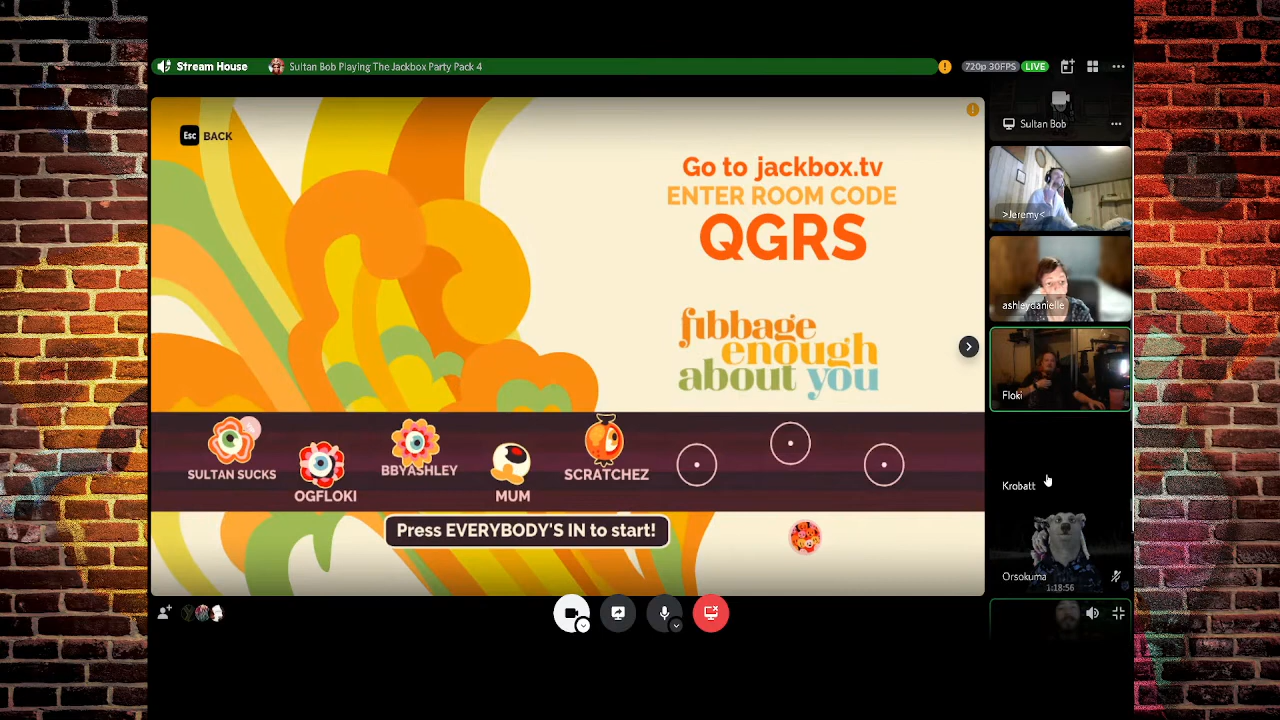 Stream House
Sultan Bob Playing The Jackbox Party Pack 4
720p 30FPS
LIVE
Sultan Bob
Esc BACK
Go to jackbox.tv
ENTER ROOM CODE
QGRS
fibbage
enough
about you
>Jeremy<
ashleydanielle
Floki
Krobatt
Orsokuma
1:18:56
SULTAN SUCKS
OGFLOKI
BBYASHLEY
MUM
SCRATCHEZ
Press EVERYBODY'S IN to start!